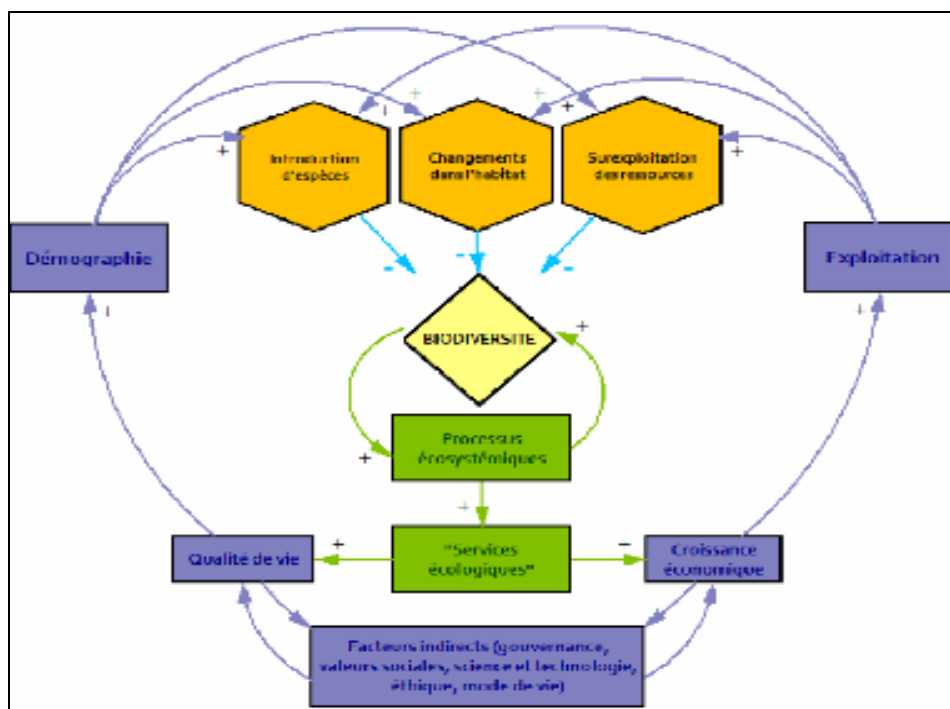 Introduction
d'espèces
Changements
dans l'habitat
Surexploitation
des ressources
Démographie
Exploitation
BIODIVERSITE
Processus
écosystémiques
"Services
écologiques"
Qualité de vie
Croissance
économique
Facteurs indirects (gouvernance,
valeurs sociales, science et technologie,
éthique, mode de vie)